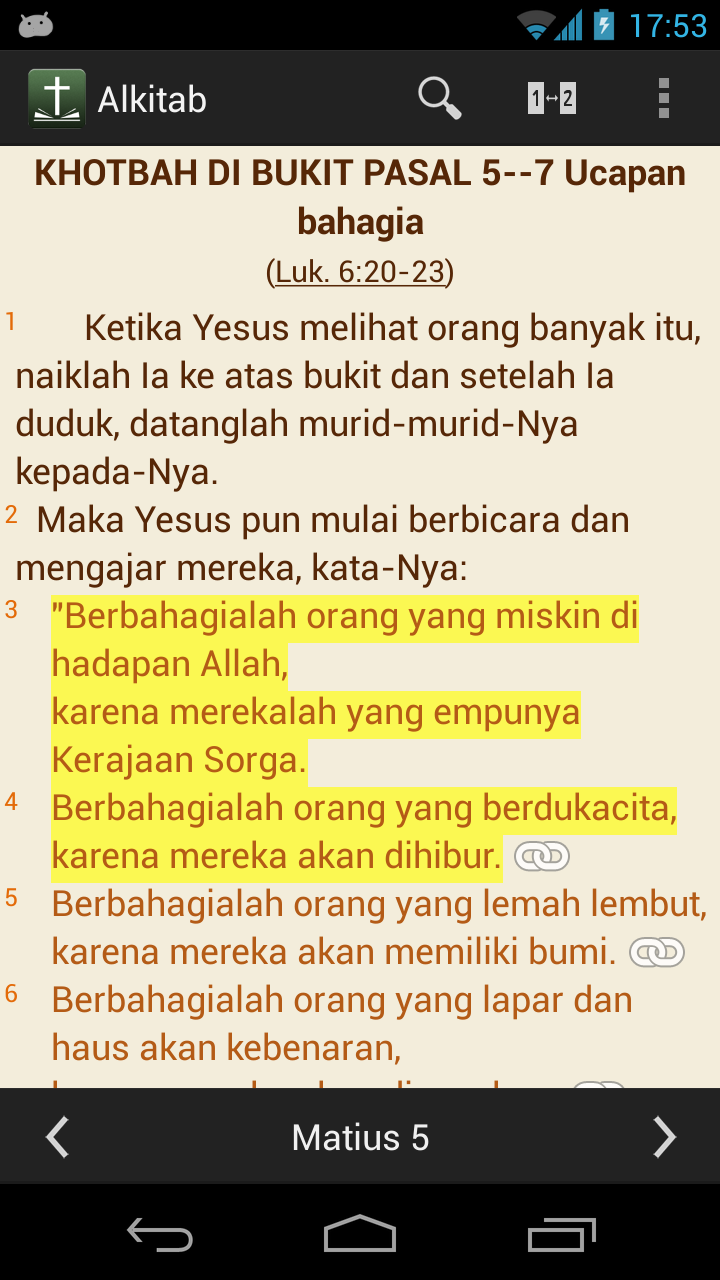 17:53
Alkitab
1↔2
KHOTBAH DI BUKIT PASAL 5--7 Ucapan
bahagia
(Luk. 6:20-23)
1 Ketika Yesus melihat orang banyak itu,
naiklah Ia ke atas bukit dan setelah Ia
duduk, datanglah murid-murid-Nya
kepada-Nya.
2 Maka Yesus pun mulai berbicara dan
mengajar mereka, kata-Nya:
3 "Berbahagialah orang yang miskin di
hadapan Allah,
karena merekalah yang empunya
Kerajaan Sorga.
4 Berbahagialah orang yang berdukacita,
karena mereka akan dihibur.
5 Berbahagialah orang yang lemah lembut,
karena mereka akan memiliki bumi.
6 Berbahagialah orang yang lapar dan
haus akan kebenaran,
Matius 5